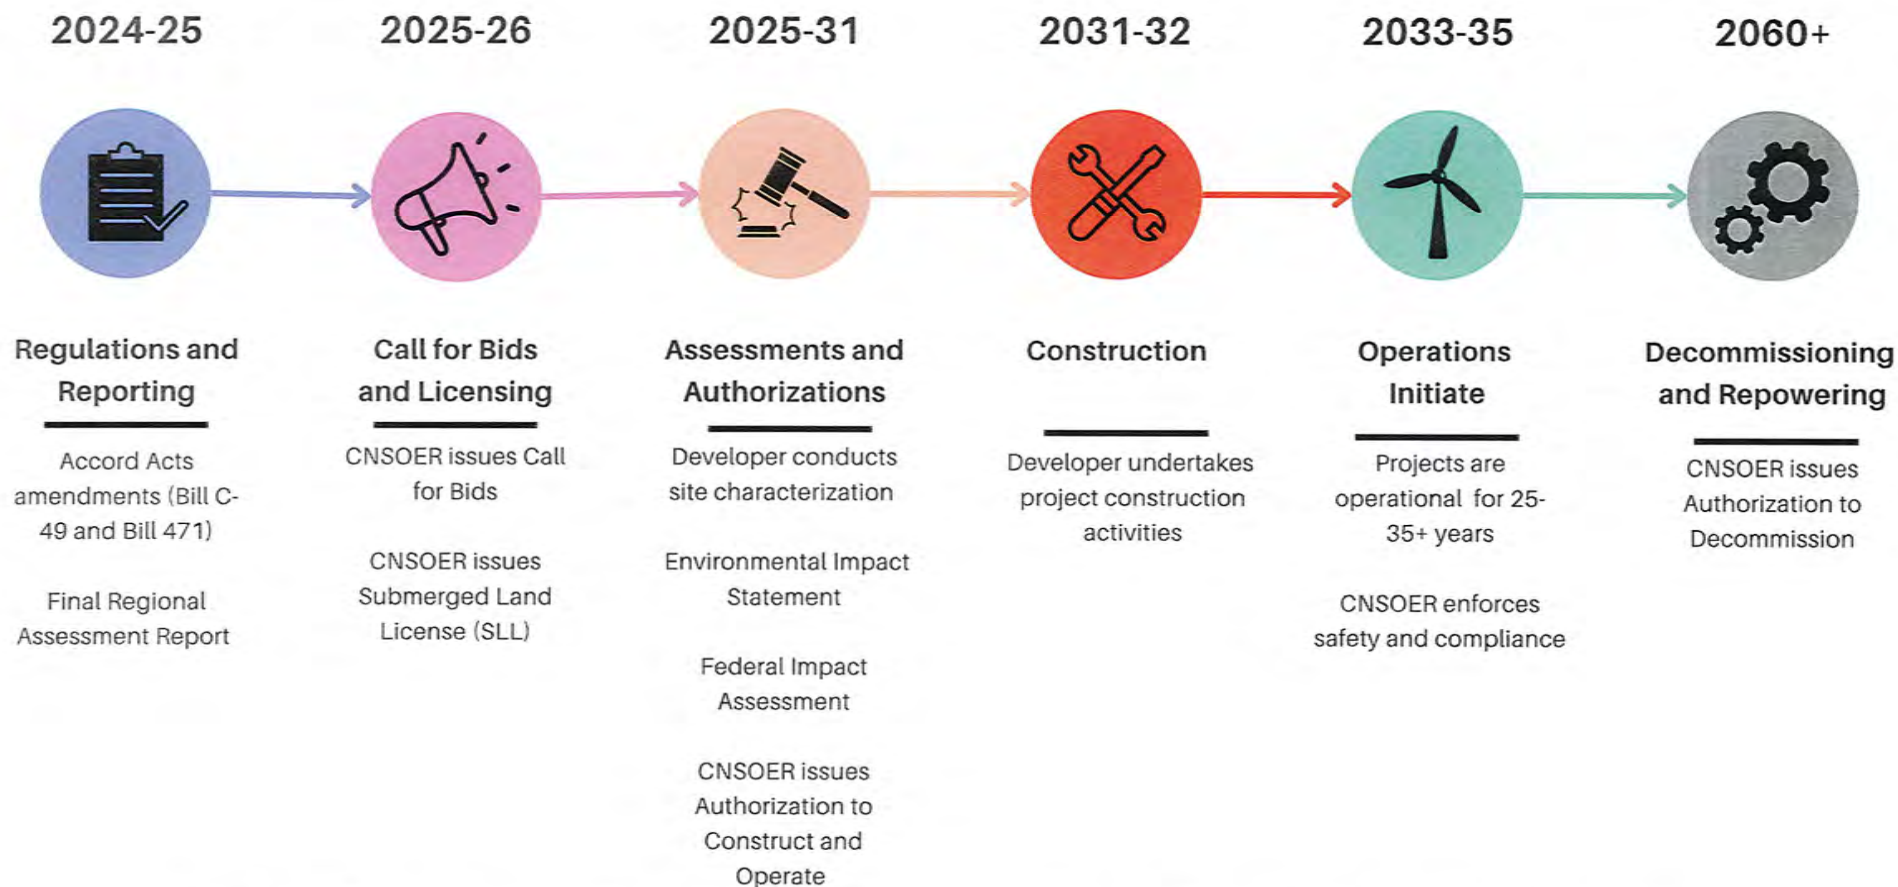 2024-25
2025-26
2025-31
2031-32
2033-35
2060+
Regulations and
Reporting
Accord Acts
amendments (Bill C-
49 and Bill 471)
Final Regional
Assessment Report
Call for Bids
and Licensing
CNSOER issues Call
for Bids
CNSOER issues
Submerged Land
License (SLL)
Assessments and
Authorizations
Developer conducts
site characterization
Environmental Impact
Statement
Federal Impact
Assessment
CNSOER issues
Authorization to
Construct and
Operate
Construction
Developer undertakes
project construction
activities
Operations
Initiate
Projects are
operational for 25-
35+ years
CNSOER enforces
safety and compliance
Decommissioning
and Repowering
CNSOER issues
Authorization to
Decommission